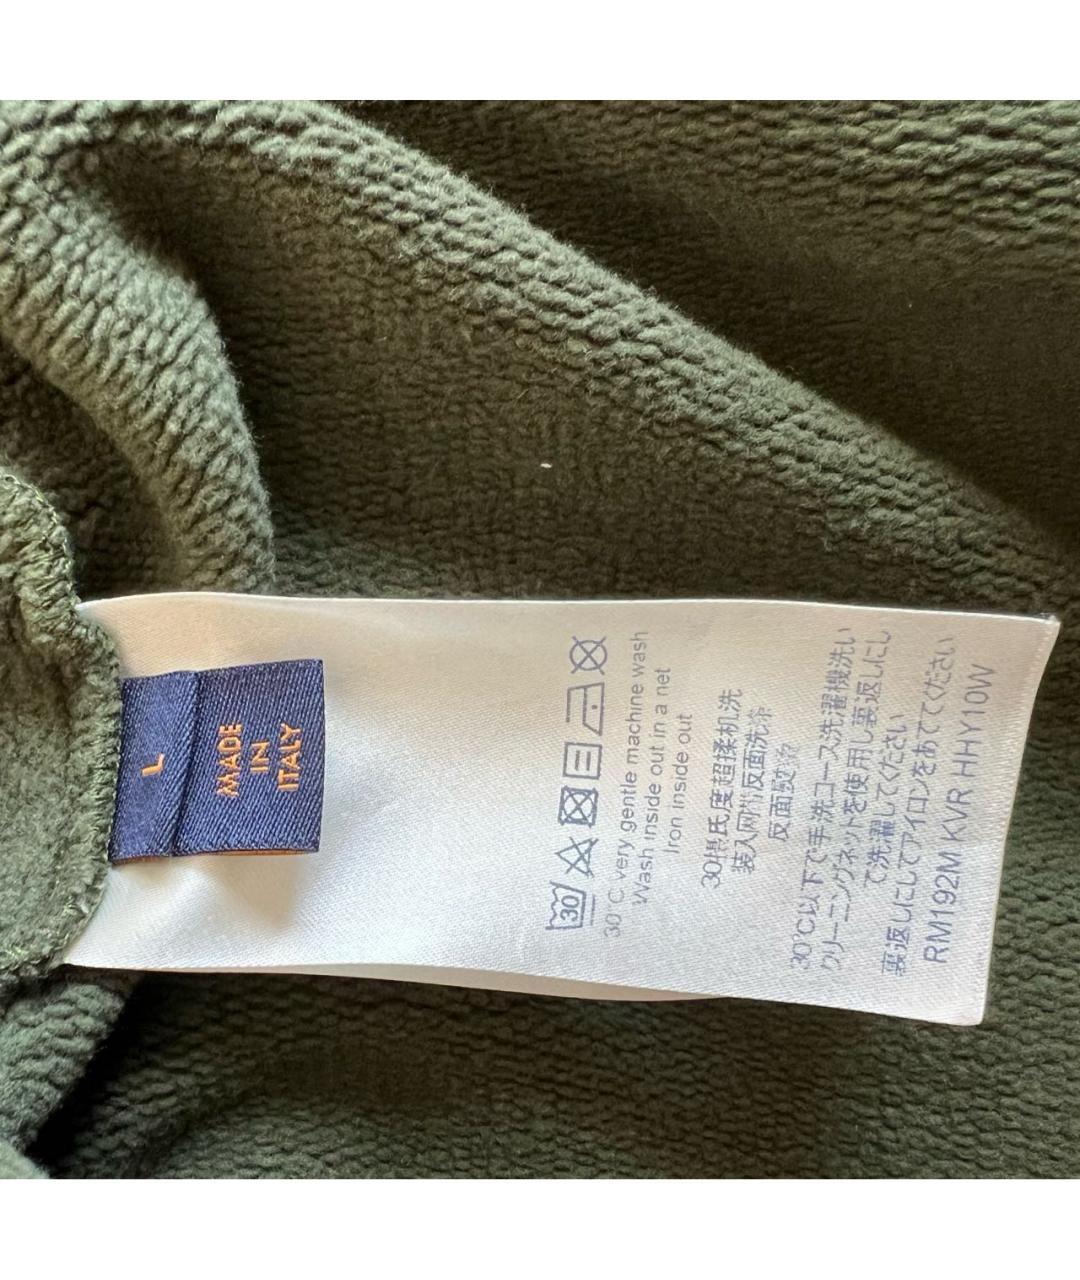 L
MADE
IN
ITALY
30
30°C very gentle machine wash
Wash inside out in a net
Iron inside out
30摄氏度超揉机洗
装入网袋反面洗涤
反面熨烫
30℃以下で手洗コース洗濯機洗い
クリーニングネットを使用し裏返しにし
て洗濯してください
裏返しにしてアイロンをあててください
RM192M KVR HHY10W